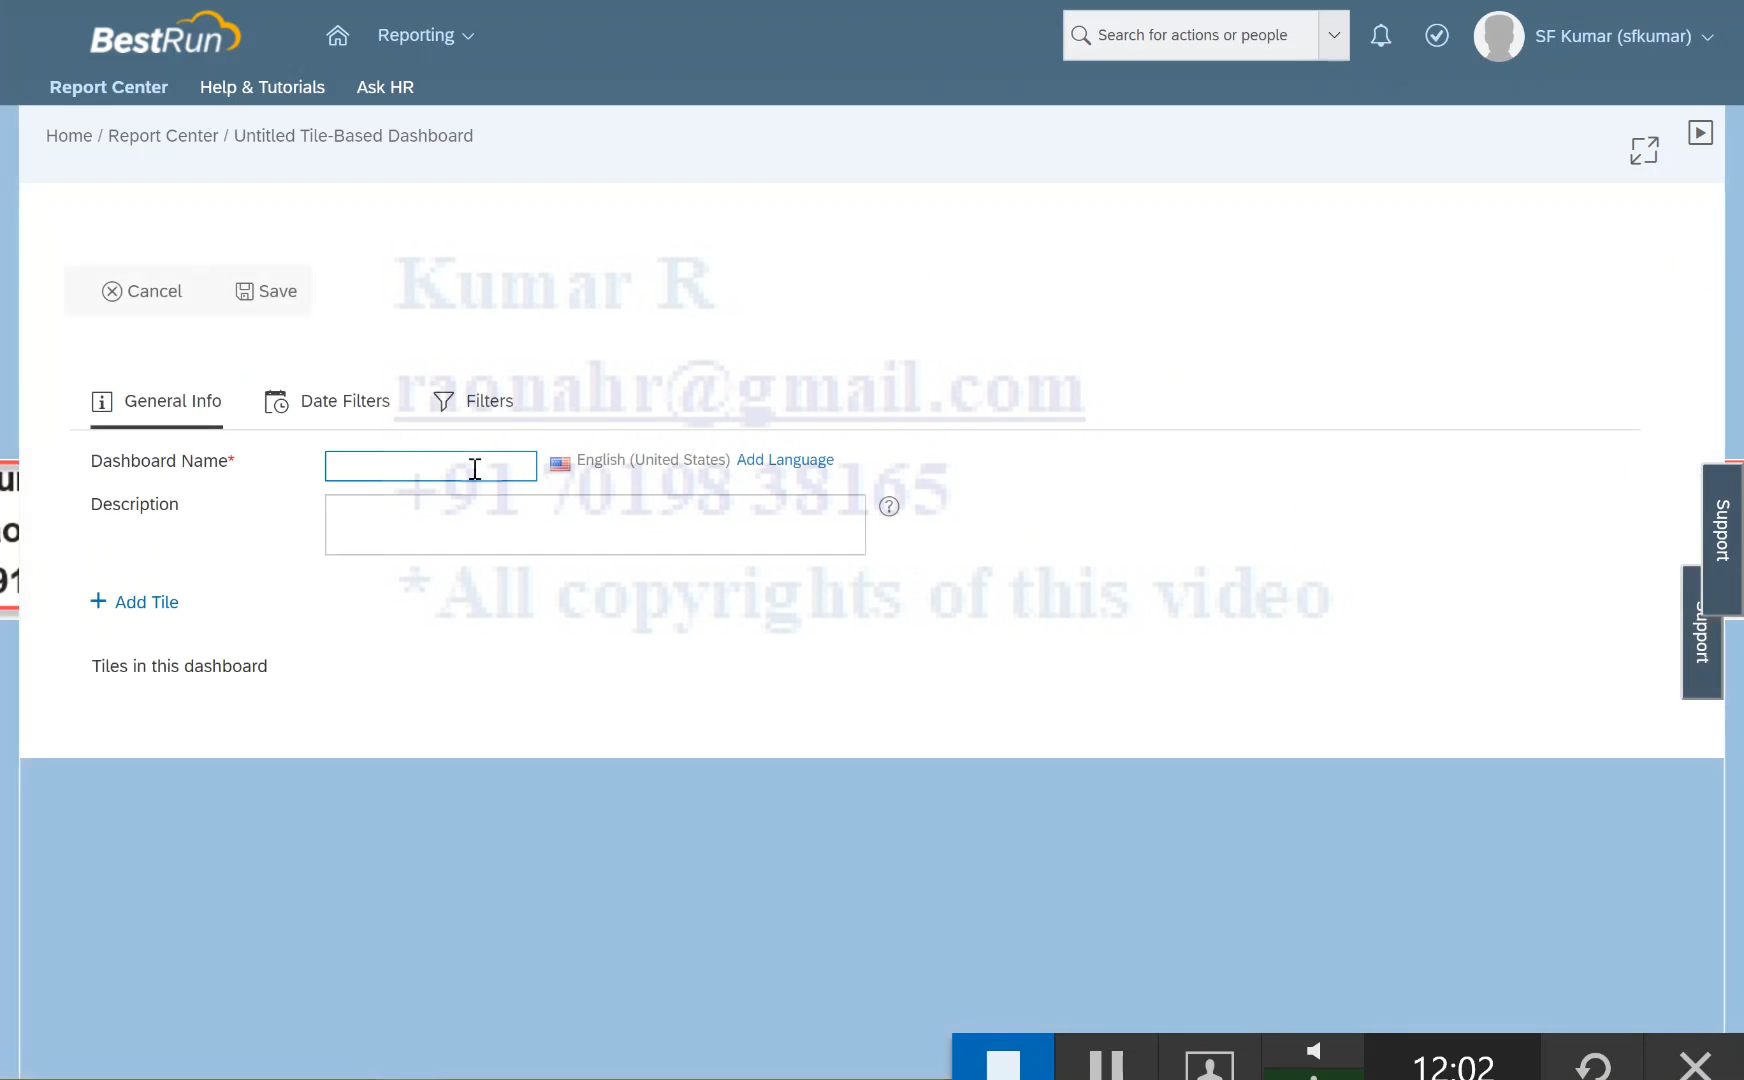 BestRun
Reporting
Search for actions or people
SF Kumar (sfkumar)
Report Center
Help & Tutorials
Ask HR
Home / Report Center / Untitled Tile-Based Dashboard
Kumar R
Cancel
Save
raonahr@gmail.com
General Info
Date Filters
Filters
Dashboard Name*
English (United States) Add Language
+91 70198 38165
Description
*All copyrights of this video
Add Tile
Tiles in this dashboard
Support
Support
12:02